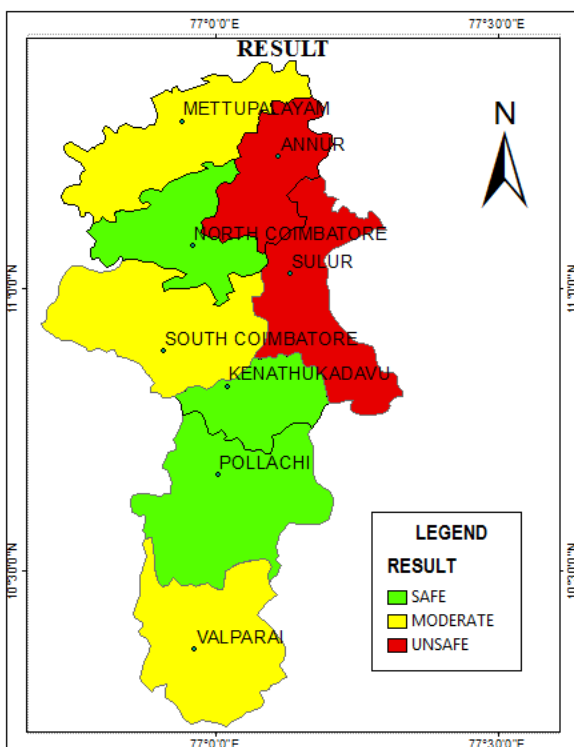 77°0'0"E 77°30'0"E
RESULT
N
METTUPALAYAM
ANNUR
NORTH COIMBATORE
SULUR
11°0'0"N 11°0'0"N
SOUTH COIMBATORE
KENATHUKADAVU
POLLACHI
LEGEND
RESULT
10°30'0"N 10°30'0"N
SAFE
MODERATE
UNSAFE
VALPARAI
77°0'0"E 77°30'0"E